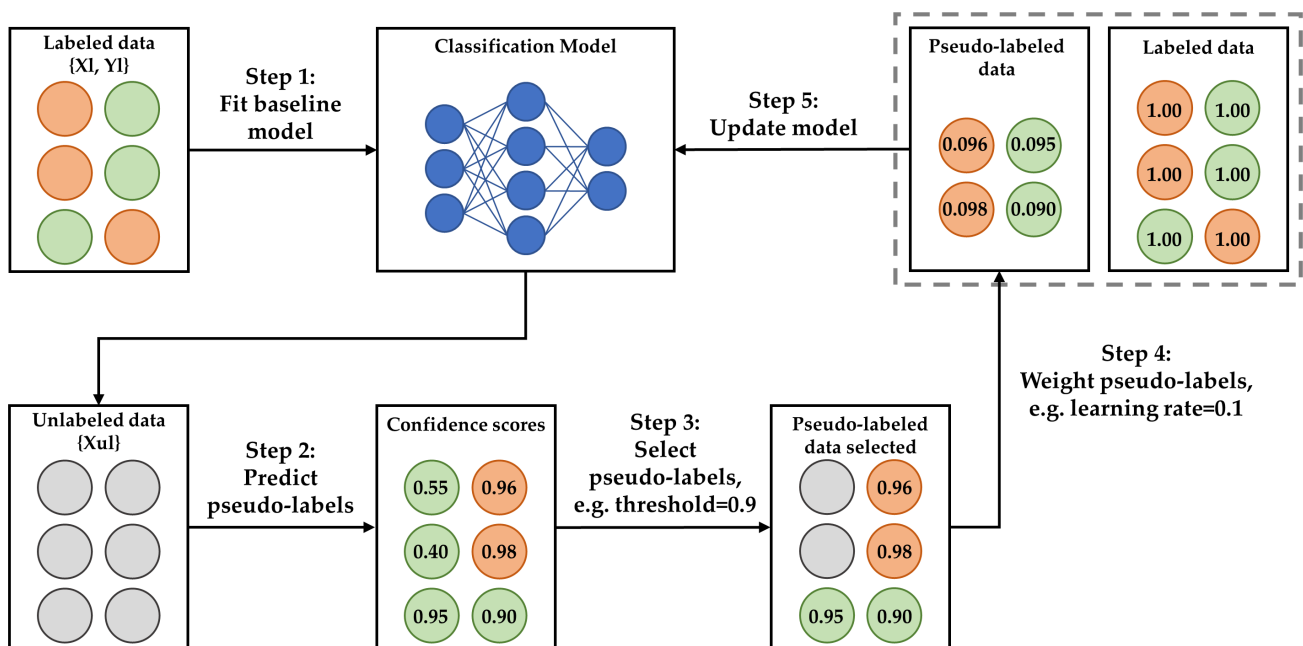 Labeled data
{Xl, Yl}
Step 1:
Fit baseline
model
Classification Model
Step 5:
Update model
Pseudo-labeled
data
0.096 0.095
0.098 0.090
Labeled data
1.00 1.00
1.00 1.00
1.00 1.00
Unlabeled data
{Xul}
Step 2:
Predict
pseudo-labels
Confidence scores
0.55 0.96
0.40 0.98
0.95 0.90
Step 3:
Select
pseudo-labels,
e.g. threshold=0.9
Pseudo-labeled
data selected
0.96
0.98
0.95 0.90
Step 4:
Weight pseudo-labels,
e.g. learning rate=0.1